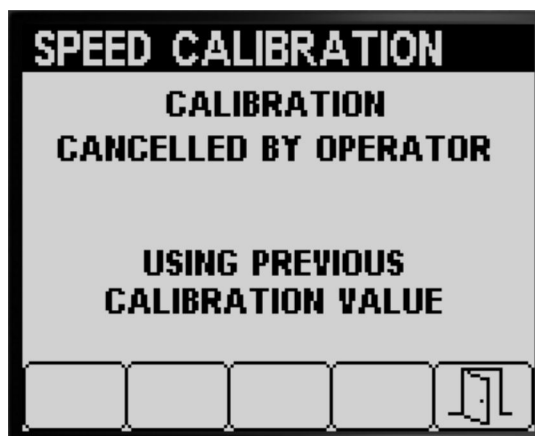 SPEED CALIBRATION
CALIBRATION
CANCELLED BY OPERATOR
USING PREVIOUS
CALIBRATION VALUE